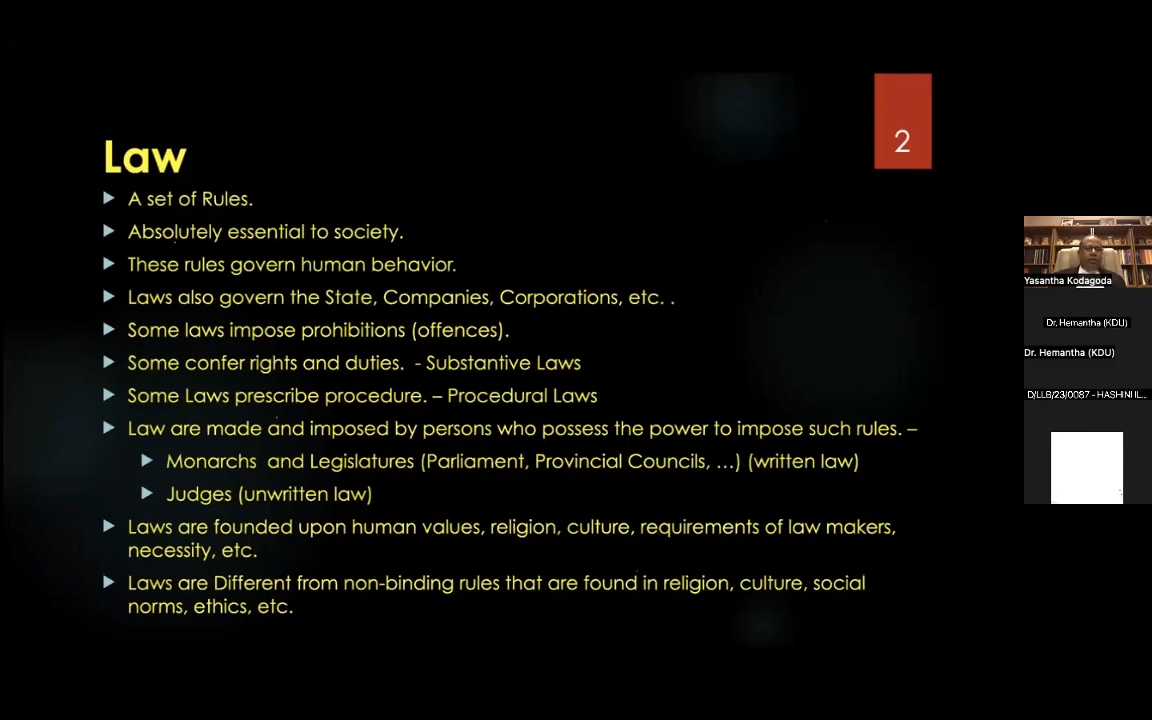 2
Law
A set of Rules.
Absolutely essential to society.
These rules govern human behavior.
Laws also govern the State, Companies, Corporations, etc. .
Some laws impose prohibitions (offences).
Some confer rights and duties.  - Substantive Laws
Some Laws prescribe procedure. – Procedural Laws
Law are made and imposed by persons who possess the power to impose such rules. –
Monarchs  and Legislatures (Parliament, Provincial Councils, …) (written law)
Judges (unwritten law)
Laws are founded upon human values, religion, culture, requirements of law makers,
necessity, etc.
Laws are Different from non-binding rules that are found in religion, culture, social
norms, ethics, etc.
Yasantha Kodagoda
Dr. Hemantha (KDU)
Dr. Hemantha (KDU)
D/LLB/23/0087 - HASHINI I...